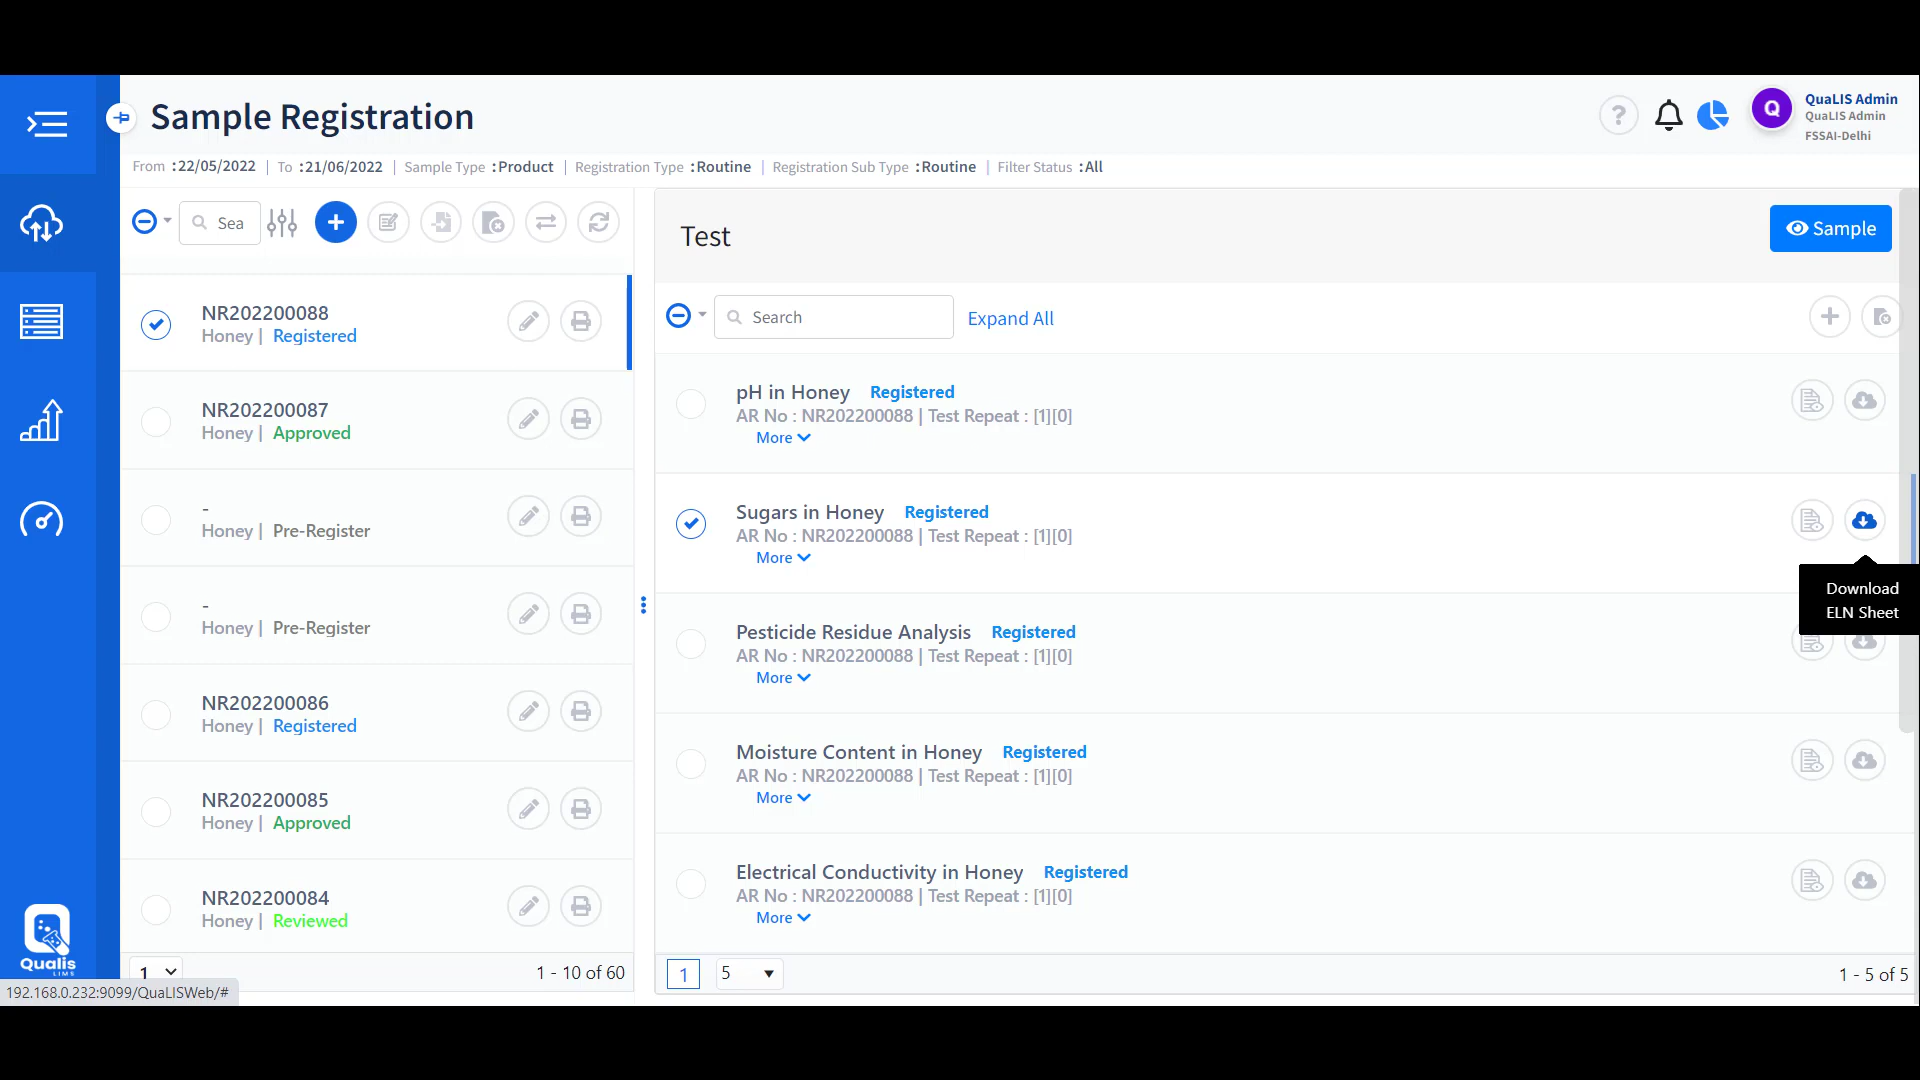 Sample Registration
?
Q
QuaLIS Admin
QuaLIS Admin
FSSAI-Delhi
From :22/05/2022 | To :21/06/2022 | Sample Type :Product | Registration Type :Routine | Registration Sub Type :Routine | Filter Status :All
Sea
NR202200088
Honey | Registered
NR202200087
Honey | Approved
-
Honey | Pre-Register
-
Honey | Pre-Register
NR202200086
Honey | Registered
NR202200085
Honey | Approved
NR202200084
Honey | Reviewed
1
1 - 10 of 60
Test
Sample
Search
Expand All
pH in Honey Registered
AR No : NR202200088 | Test Repeat : [1][0]
More
Sugars in Honey Registered
AR No : NR202200088 | Test Repeat : [1][0]
More
Download
ELN Sheet
Pesticide Residue Analysis Registered
AR No : NR202200088 | Test Repeat : [1][0]
More
Moisture Content in Honey Registered
AR No : NR202200088 | Test Repeat : [1][0]
More
Electrical Conductivity in Honey Registered
AR No : NR202200088 | Test Repeat : [1][0]
More
1
5
1 - 5 of 5
Qualis
LIMS
192.168.0.232:9099/QuaLISWeb/#